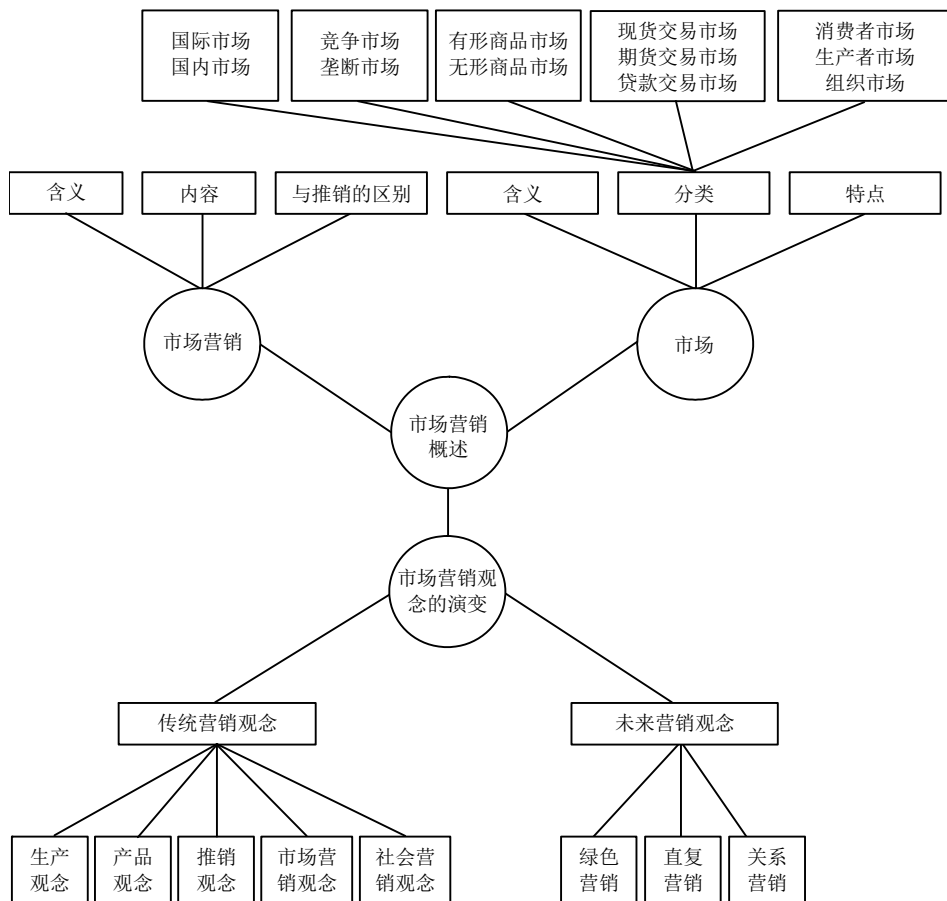 国际市场
国内市场
竞争市场
垄断市场
有形商品市场
无形商品市场
现货交易市场
期货交易市场
贷款交易市场
消费者市场
生产者市场
组织市场
含义
内容
与推销的区别
含义
分类
特点
市场营销
市场
市场营销
概述
市场营销观
念的演变
传统营销观念
未来营销观念
生产
观念
产品
观念
推销
观念
市场营
销观念
社会营
销观念
绿色
营销
直复
营销
关系
营销